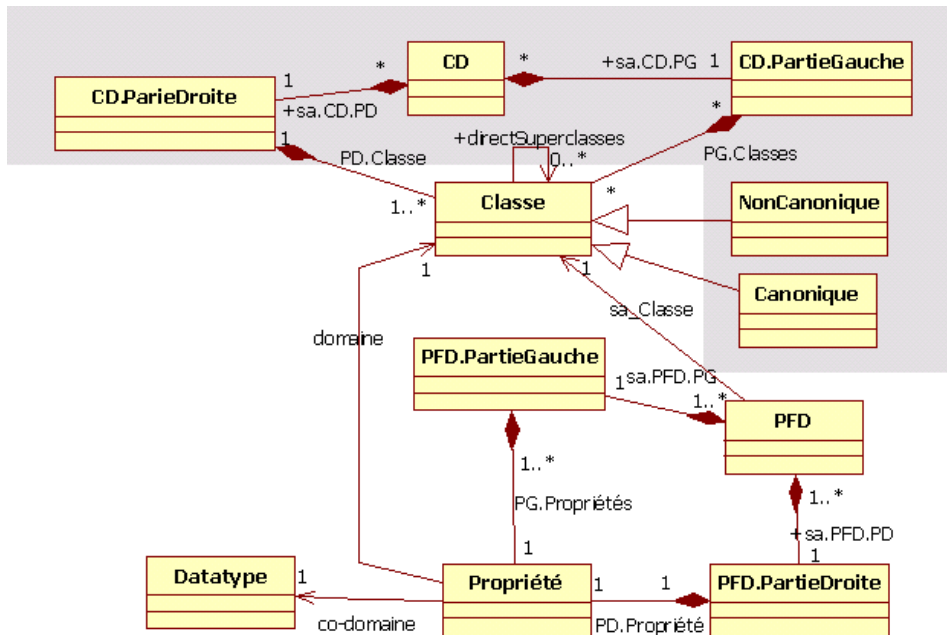 CD
CD.PartieGauche
CD.ParieDroite
*
*
+sa.CD.PG
1
1
+sa.CD.PD
*
+directSuperclasses
0..*
PG.Classes
1
PD.Classe
1..*
Classe
*
NonCanonique
1
1
Canonique
sa_Classe
domaine
PFD.PartieGauche
sa.PFD.PG
1
1..*
PFD
1..*
1..*
PG.Propriétés
+sa.PFD.PD
1
1
Datatype
1
Propriété
1
1
PFD.PartieDroite
co-domaine
PD.Propriété